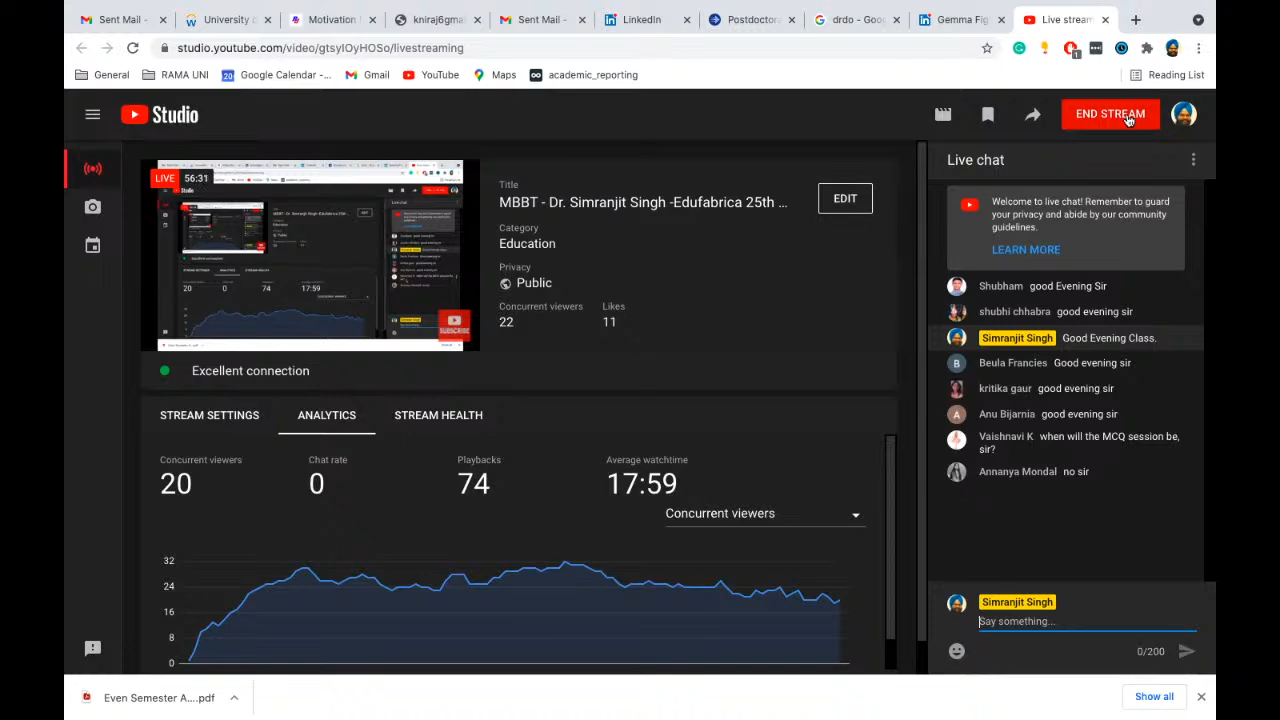 Sent Mail -
University o
Motivation
kniraj6gma
Sent Mail -
LinkedIn
Postdoctora
drdo - Goo
Gemma Fig
Live stream
studio.youtube.com/video/gtsyIOyHOSo/livestreaming
1
General
RAMA UNI
20
Google Calendar -...
Gmail
YouTube
Maps
academic_reporting
Reading List
Studio
END STREAM
LIVE 56:31
SUBSCRIBE
Title
MBBT - Dr. Simranjit Singh -Edufabrica 25th ...
EDIT
Category
Education
Privacy
Public
Concurrent viewers
Likes
22
11
Excellent connection
STREAM SETTINGS
ANALYTICS
STREAM HEALTH
Concurrent viewers
Chat rate
Playbacks
Average watchtime
20
0
74
17:59
Concurrent viewers
32
24
16
8
0
Live chat
Welcome to live chat! Remember to guard
your privacy and abide by our community
guidelines.
LEARN MORE
Shubham good Evening Sir
shubhi chhabra good evening sir
Simranjit Singh Good Evening Class.
B Beula Francies Good evening sir
kritika gaur good evening sir
A Anu Bijarnia good evening sir
Vaishnavi K when will the MCQ session be,
sir?
Annanya Mondal no sir
Simranjit Singh
Say something...
0/200
Even Semester A....pdf
Show all